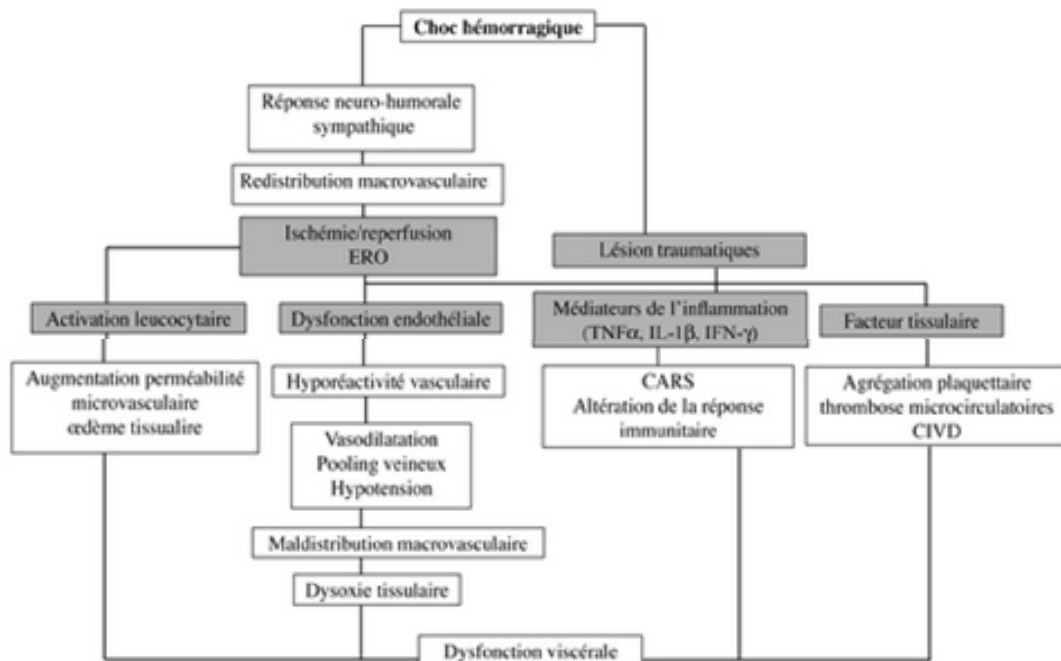 Choc hémorragique
Réponse neuro-humorale
sympathique
Redistribution macrovasculaire
Ischémie/reperfusion
ERO
Lésion traumatiques
Activation leucocytaire
Dysfonction endothéliale
Médiateurs de l'inflammation
(TNFα, IL-1β, IFN-γ)
Facteur tissulaire
Augmentation perméabilité
microvasculaire
œdème tissualire
Hyporéactivité vasculaire
CARS
Altération de la réponse
immunitaire
Agrégation plaquettaire
thrombose microcirculatoires
CIVD
Vasodilatation
Pooling veineux
Hypotension
Maldistribution macrovasculaire
Dysoxie tissulaire
Dysfonction viscérale